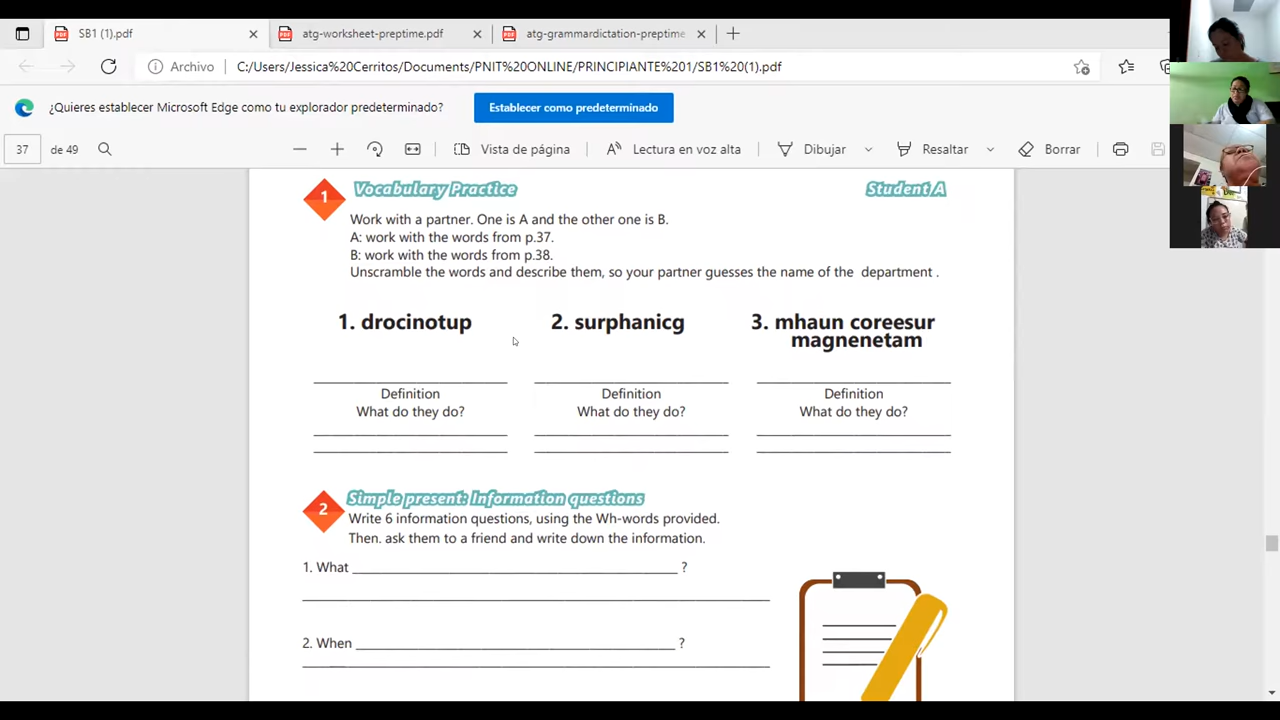 SB1 (1).pdf
atg-worksheet-preptime.pdf
atg-grammardictation-preptime
Archivo
C:/Users/Jessica%20Cerritos/Documents/PNIT%20ONLINE/PRINCIPIANTE%201/SB1%20(1).pdf
¿Quieres establecer Microsoft Edge como tu explorador predeterminado?
Establecer como predeterminado
37 de 49
Vista de página
Lectura en voz alta
Dibujar
Resaltar
Borrar
1 Vocabulary Practice
Student A
Work with a partner. One is A and the other one is B.
A: work with the words from p.37.
B: work with the words from p.38.
Unscramble the words and describe them, so your partner guesses the name of the department .
1. drocinotup
2. surphanicg
3. mhaun coreesur
magnenetam
Definition
What do they do?
Definition
What do they do?
Definition
What do they do?
2 Simple present: Information questions
Write 6 information questions, using the Wh-words provided.
Then. ask them to a friend and write down the information.
1. What ?
2. When ?